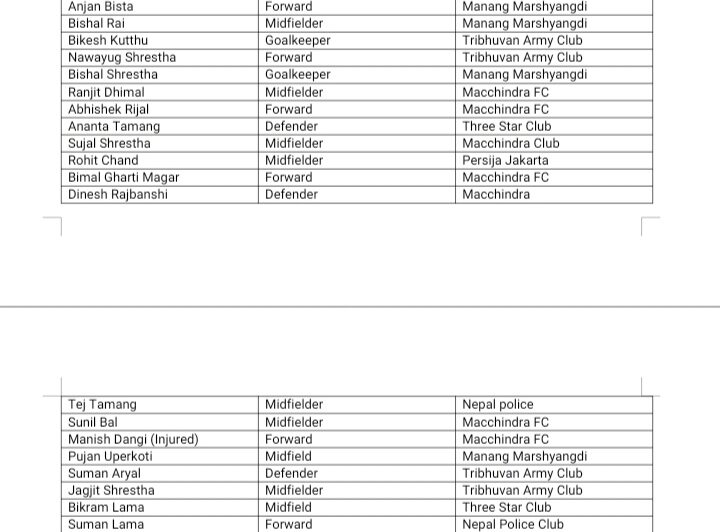 Anjan Bista Forward Manang Marshyangdi
Bishal Rai Midfielder Manang Marshyangdi
Bikesh Kutthu Goalkeeper Tribhuvan Army Club
Nawayug Shrestha Forward Tribhuvan Army Club
Bishal Shrestha Goalkeeper Manang Marshyangdi
Ranjit Dhimal Midfielder Macchindra FC
Abhishek Rijal Forward Macchindra FC
Ananta Tamang Defender Three Star Club
Sujal Shrestha Midfielder Macchindra Club
Rohit Chand Midfielder Persija Jakarta
Bimal Gharti Magar Forward Macchindra FC
Dinesh Rajbanshi Defender Macchindra
Tej Tamang Midfielder Nepal police
Sunil Bal Midfielder Macchindra FC
Manish Dangi (Injured) Forward Macchindra FC
Pujan Uperkoti Midfield Manang Marshyangdi
Suman Aryal Defender Tribhuvan Army Club
Jagjit Shrestha Midfielder Tribhuvan Army Club
Bikram Lama Midfield Three Star Club
Suman Lama Forward Nepal Police Club